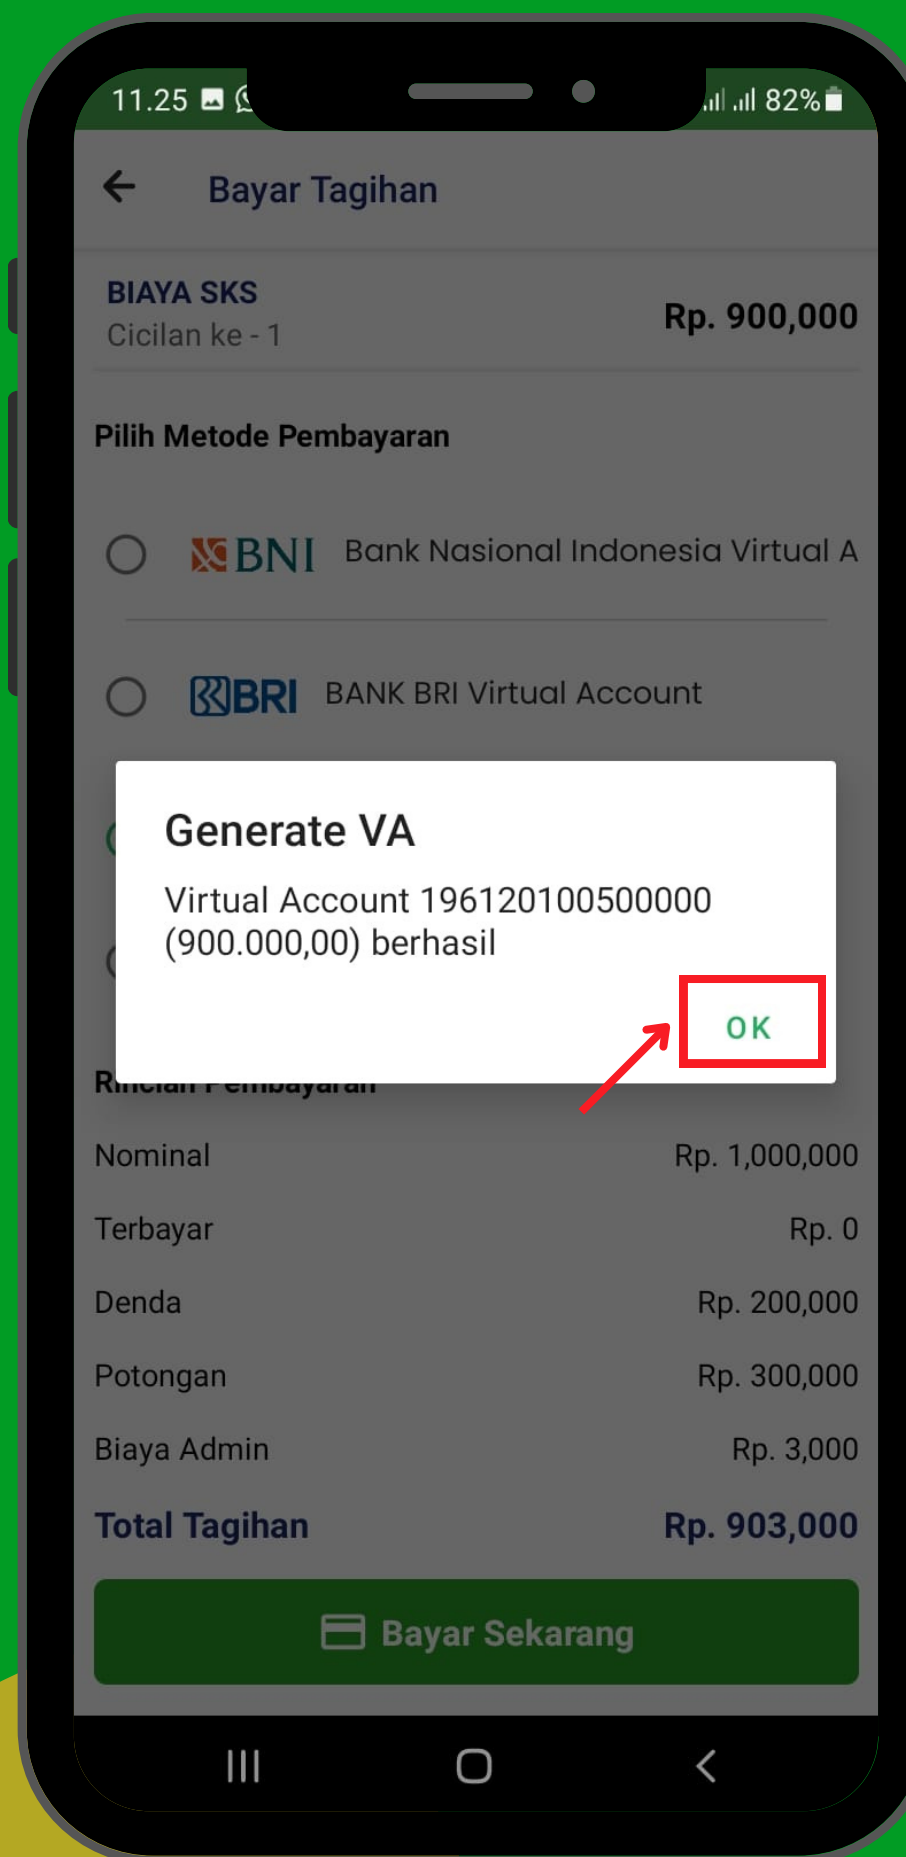 11.25 82%
Bayar Tagihan
BIAYA SKS
Rp. 900,000
Cicilan ke - 1
Pilih Metode Pembayaran
BNI Bank Nasional Indonesia Virtual A
BRI BANK BRI Virtual Account
Generate VA
Virtual Account 196120100500000
(900.000,00) berhasil
OK
Rincian Pembayaran
Nominal Rp. 1,000,000
Terbayar Rp. 0
Denda Rp. 200,000
Potongan Rp. 300,000
Biaya Admin Rp. 3,000
Total Tagihan Rp. 903,000
Bayar Sekarang